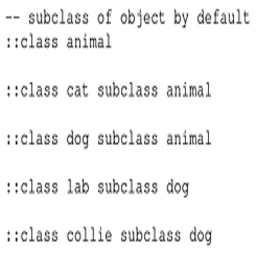 -- subclass of object by default
::class animal
::class cat subclass animal
::class dog subclass animal
::class lab subclass dog
::class collie subclass dog